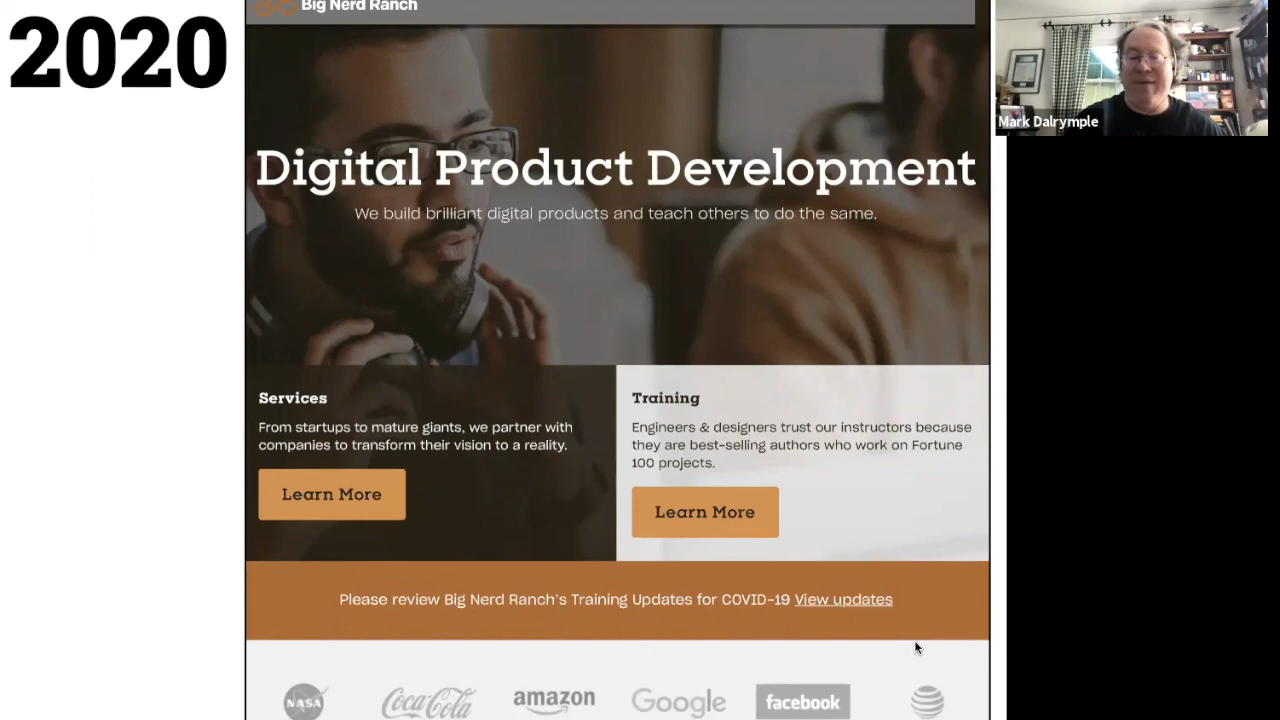 2020
Big Nerd Ranch
Mark Dalrymple
Digital Product Development
We build brilliant digital products and teach others to do the same.
Services
From startups to mature giants, we partner with
companies to transform their vision to a reality.
Learn More
Training
Engineers & designers trust our instructors because
they are best-selling authors who work on Fortune
100 projects.
Learn More
Please review Big Nerd Ranch's Training Updates for COVID-19 View updates
NASA
Coca-Cola
amazon
Google
facebook